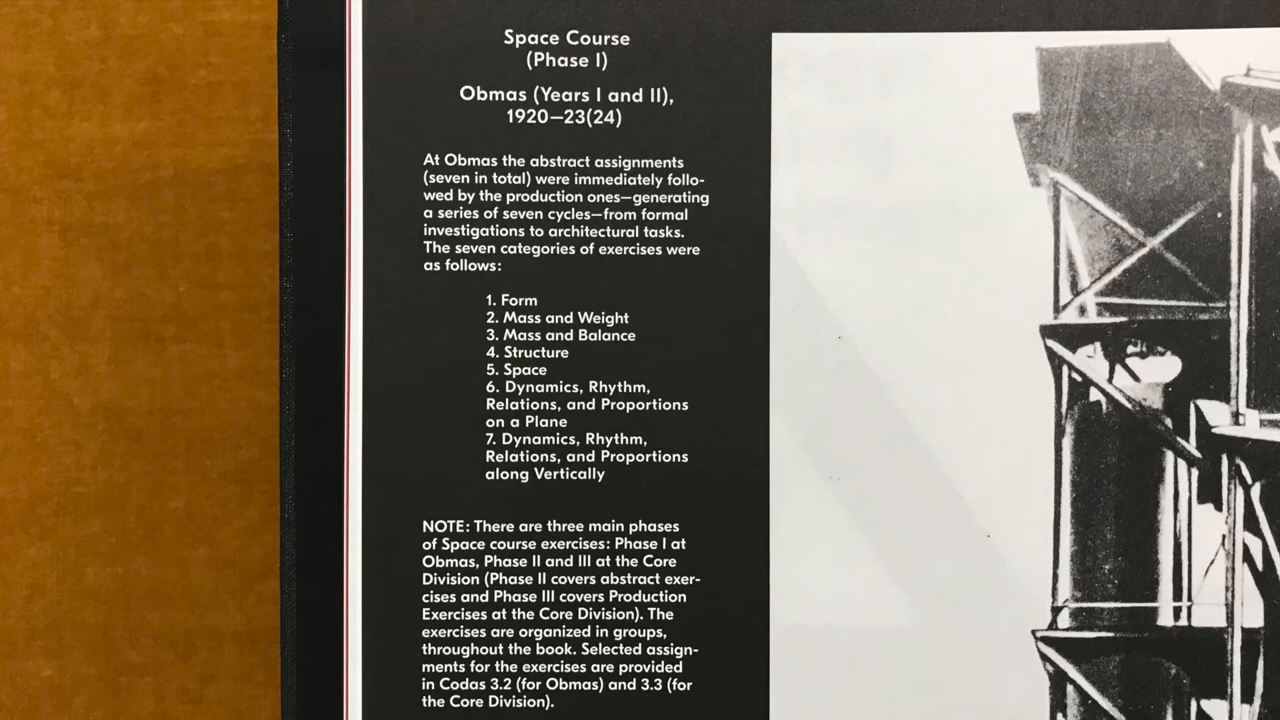 Space Course
(Phase I)
Obmas (Years I and II),
1920–23(24)
At Obmas the abstract assignments
(seven in total) were immediately follo-
wed by the production ones—generating
a series of seven cycles—from formal
investigations to architectural tasks.
The seven categories of exercises were
as follows:
1. Form
2. Mass and Weight
3. Mass and Balance
4. Structure
5. Space
6. Dynamics, Rhythm,
Relations, and Proportions
on a Plane
7. Dynamics, Rhythm,
Relations, and Proportions
along Vertically
NOTE: There are three main phases
of Space course exercises: Phase I at
Obmas, Phase II and III at the Core
Division (Phase II covers abstract exer-
cises and Phase III covers Production
Exercises at the Core Division). The
exercises are organized in groups,
throughout the book. Selected assign-
ments for the exercises are provided
in Codas 3.2 (for Obmas) and 3.3 (for
the Core Division).